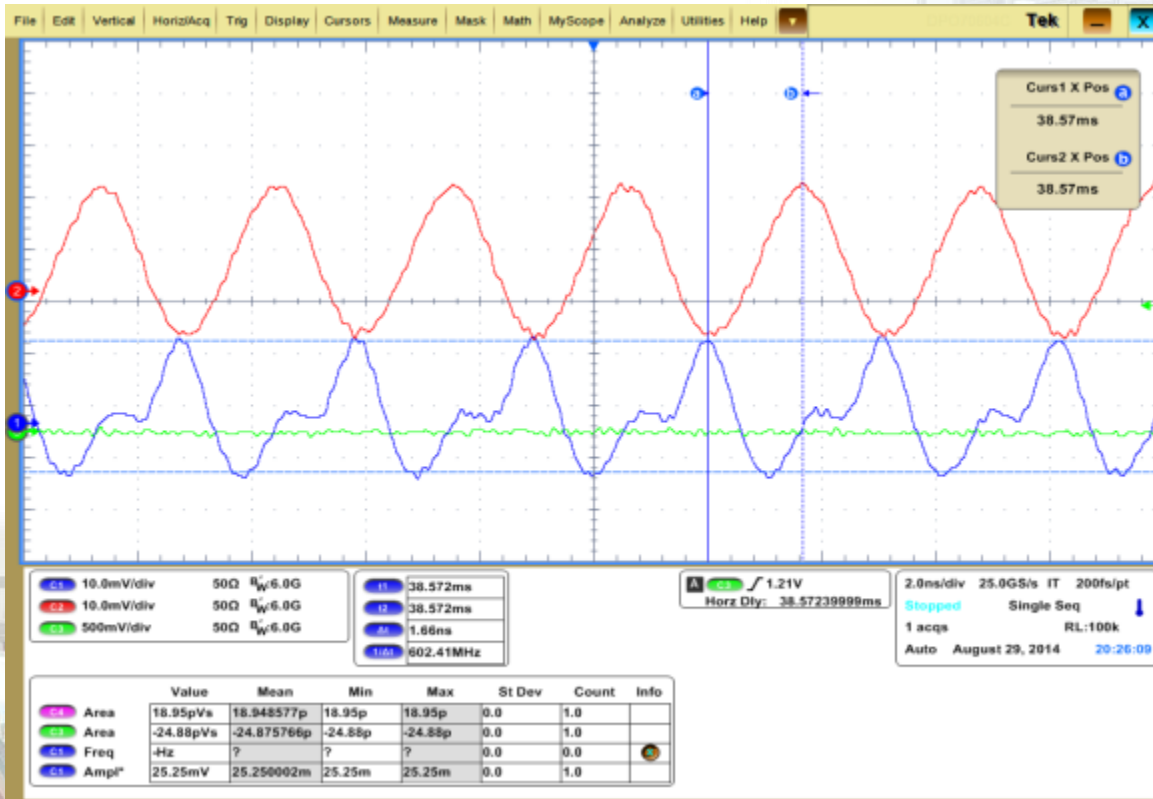 File Edit Vertical Horiz/Acq Trig Display Cursors Measure Mask Math MyScope Analyze Utilities Help Tek X
a b
Curs1 X Pos a
38.57ms
Curs2 X Pos b
38.57ms
2
1
C1 10.0mV/div 50Ω BW:6.0G
C2 10.0mV/div 50Ω BW:6.0G
C3 500mV/div 50Ω BW:6.0G
t1 38.572ms
t2 38.572ms
Δt 1.66ns
1/Δt 602.41MHz
A C3 1.21V
Horz Dly: 38.57239999ms
2.0ns/div 25.0GS/s IT 200fs/pt
Stopped Single Seq
1 acqs RL:100k
Auto August 29, 2014 20:26:09
Value Mean Min Max St Dev Count Info
C4 Area 18.95pVs 18.948577p 18.95p 18.95p 0.0 1.0
C3 Area -24.88pVs -24.875766p -24.88p -24.88p 0.0 1.0
C1 Freq -Hz ? ? ? 0.0 0.0
C1 Ampl* 25.25mV 25.250002m 25.25m 25.25m 0.0 1.0